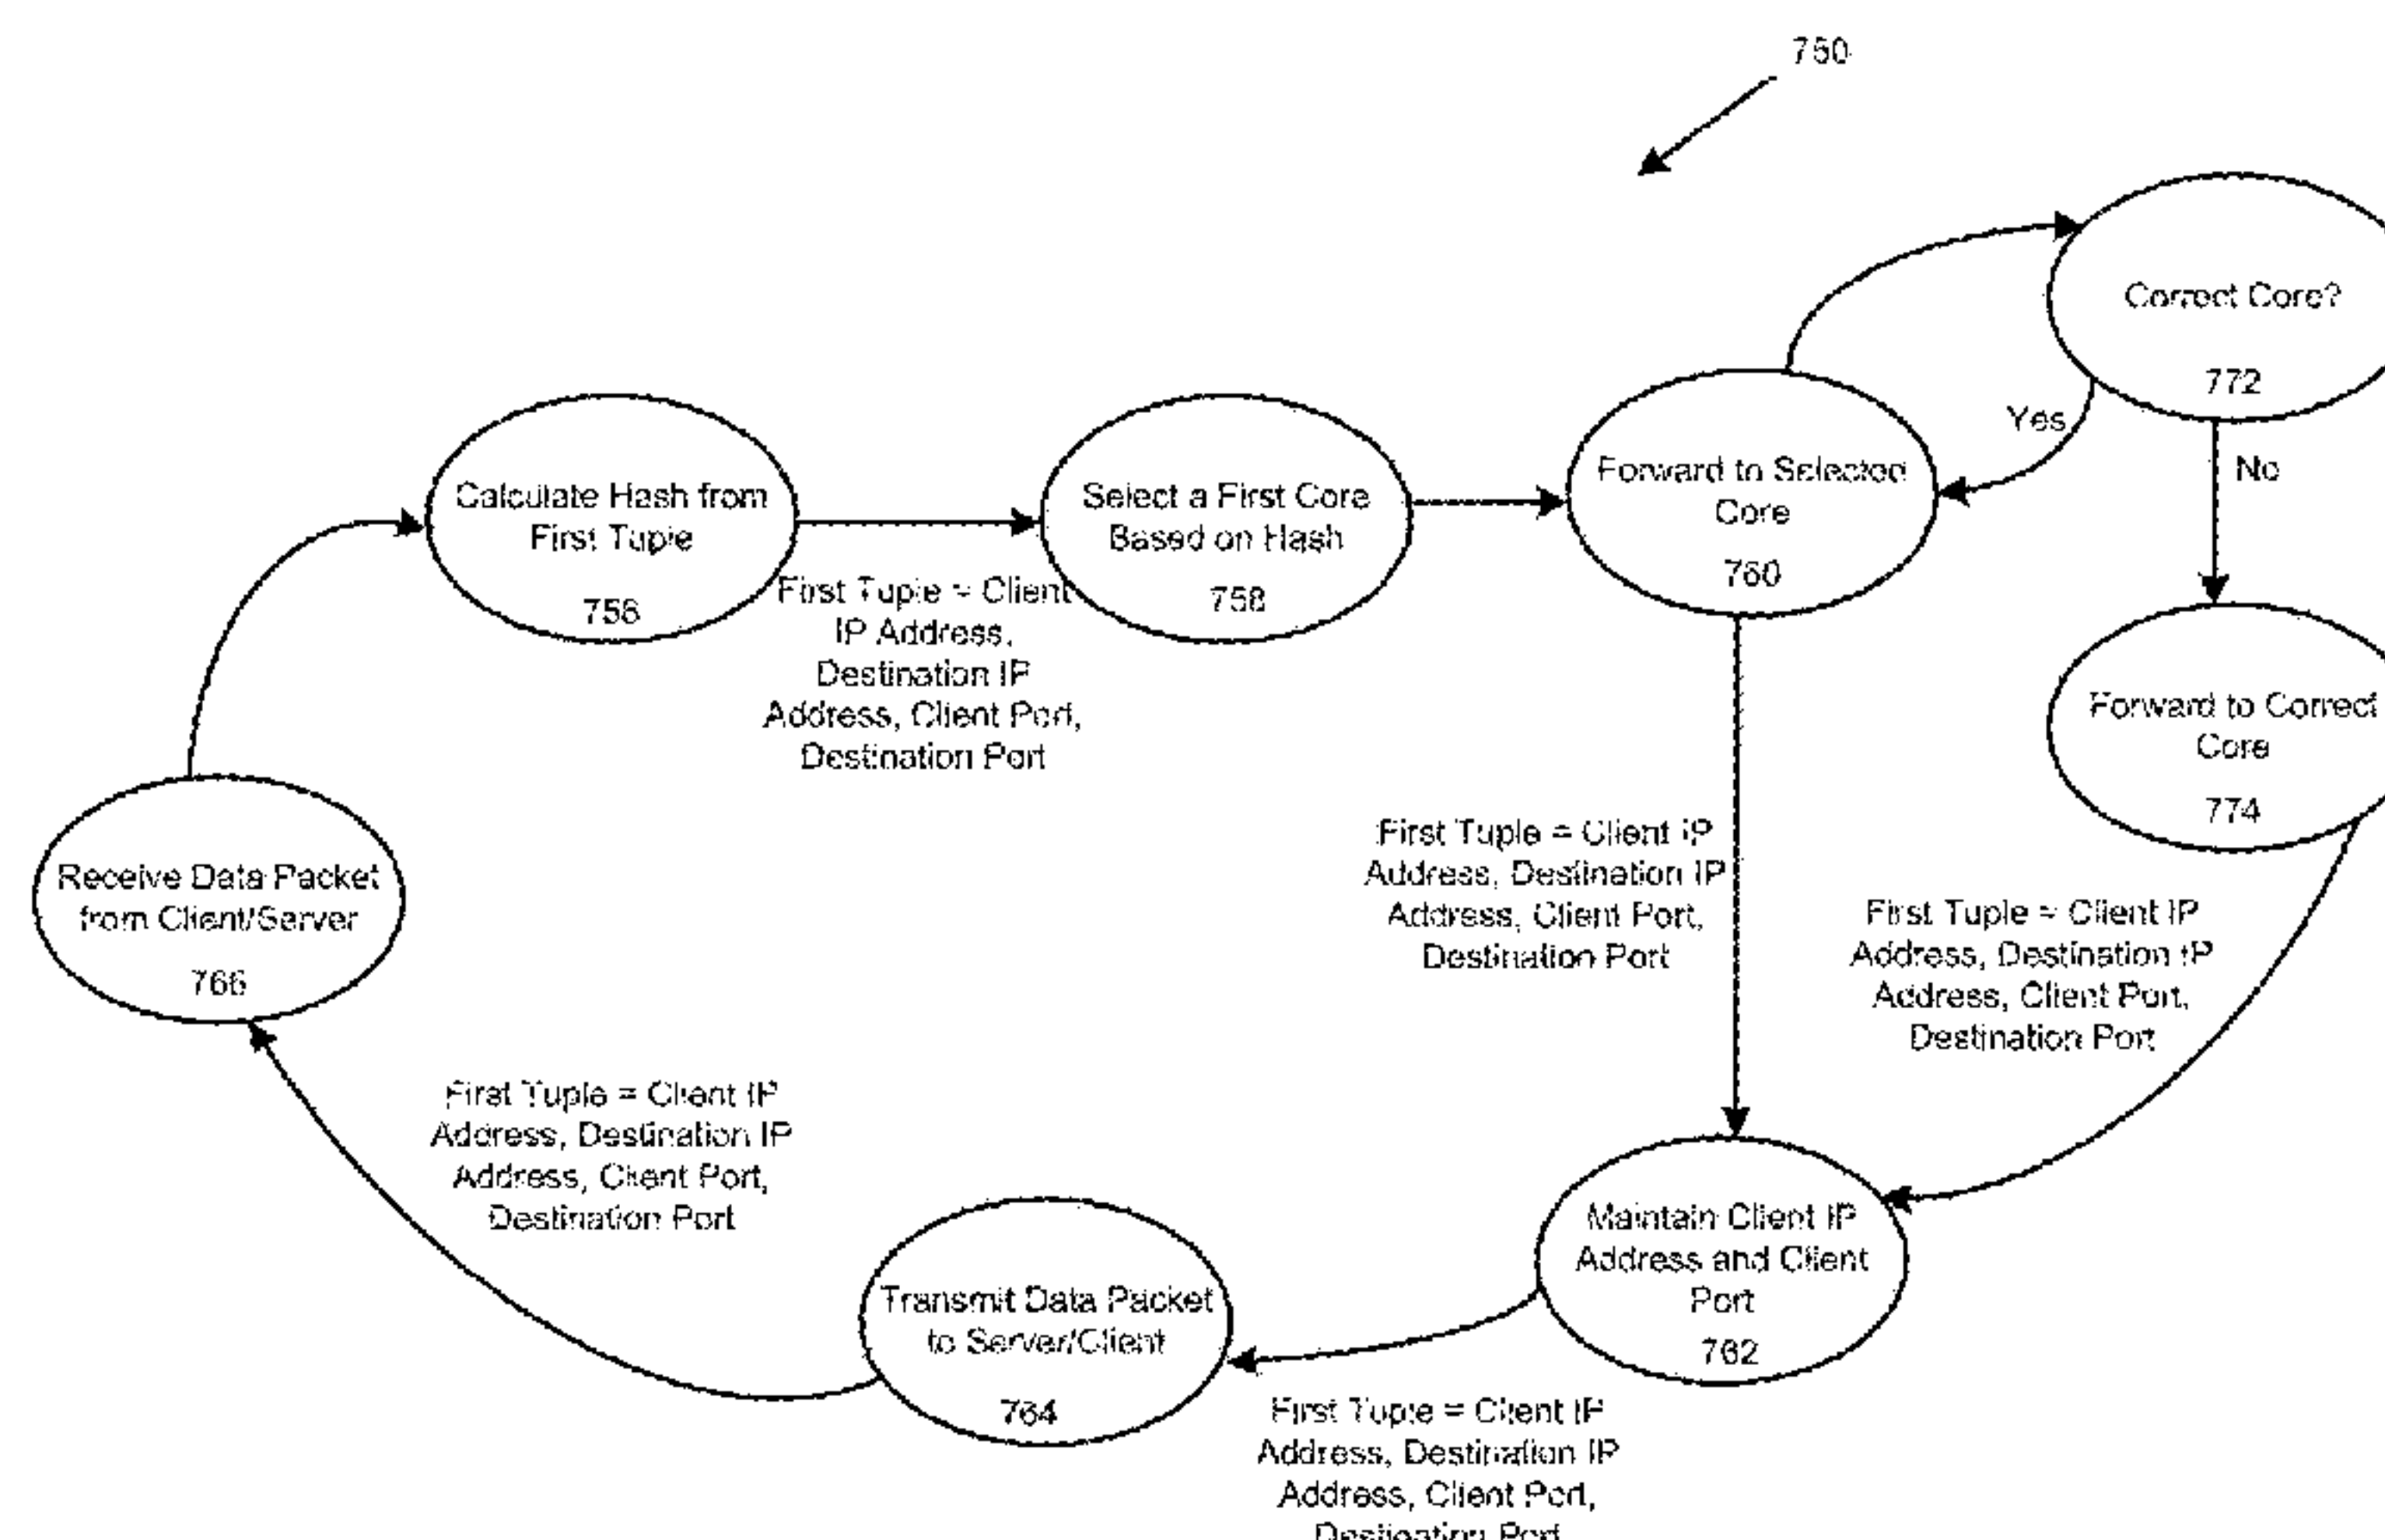 750
Correct Core?
772
Yes
No
Calculate Hash from
First Tuple
756
First Tuple = Client
IP Address,
Destination IP
Address, Client Port,
Destination Port
Select a First Core
Based on Hash
758
Forward to Selected
Core
760
Forward to Correct
Core
774
Receive Data Packet
from Client/Server
766
First Tuple = Client IP
Address, Destination IP
Address, Client Port,
Destination Port
First Tuple = Client IP
Address, Destination IP
Address, Client Port,
Destination Port
First Tuple = Client IP
Address, Destination IP
Address, Client Port,
Destination Port
Maintain Client IP
Address and Client
Port
762
Transmit Data Packet
to Server/Client
764
First Tuple = Client IP
Address, Destination IP
Address, Client Port,
Destination Port